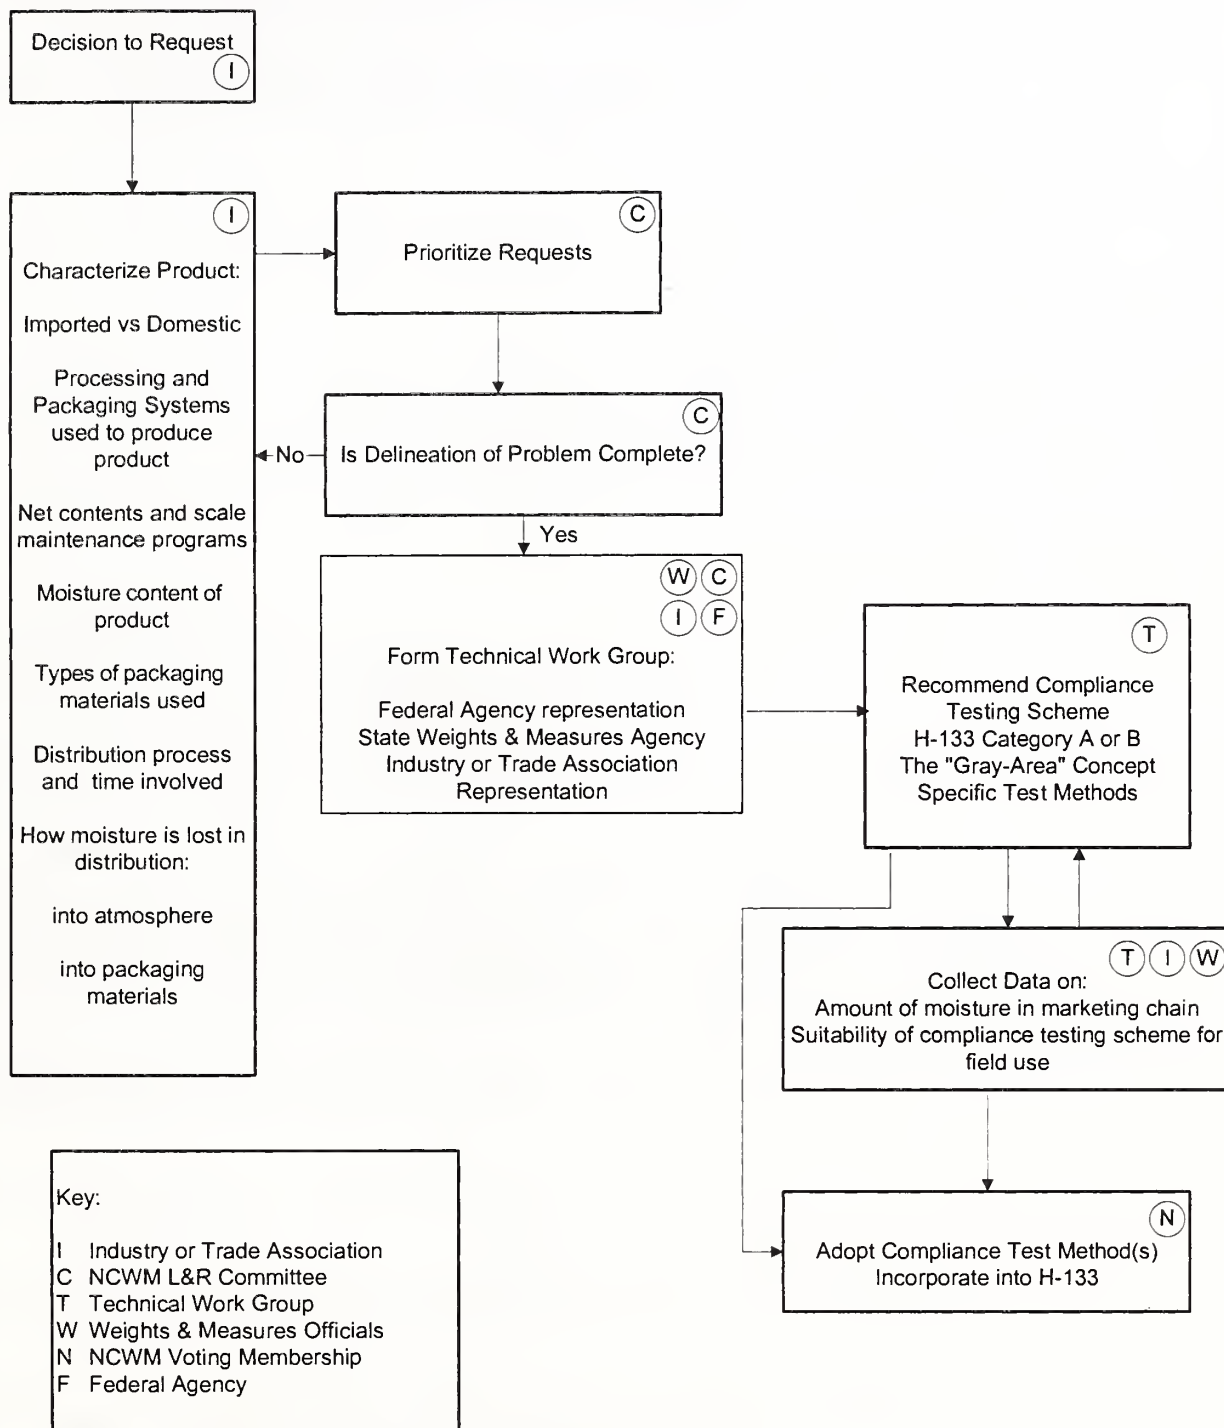 Decision to Request
I
I
Characterize Product:
Imported vs Domestic
Processing and
Packaging Systems
used to produce
product
Net contents and scale
maintenance programs
Moisture content of
product
Types of packaging
materials used
Distribution process
and time involved
How moisture is lost in
distribution:
into atmosphere
into packaging
materials
C
Prioritize Requests
C
Is Delineation of Problem Complete?
No
Yes
W C
I F
Form Technical Work Group:
Federal Agency representation
State Weights & Measures Agency
Industry or Trade Association
Representation
T
Recommend Compliance
Testing Scheme
H-133 Category A or B
The "Gray-Area" Concept
Specific Test Methods
T I W
Collect Data on:
Amount of moisture in marketing chain
Suitability of compliance testing scheme for
field use
N
Adopt Compliance Test Method(s)
Incorporate into H-133
Key:
I Industry or Trade Association
C NCWM L&R Committee
T Technical Work Group
W Weights & Measures Officials
N NCWM Voting Membership
F Federal Agency